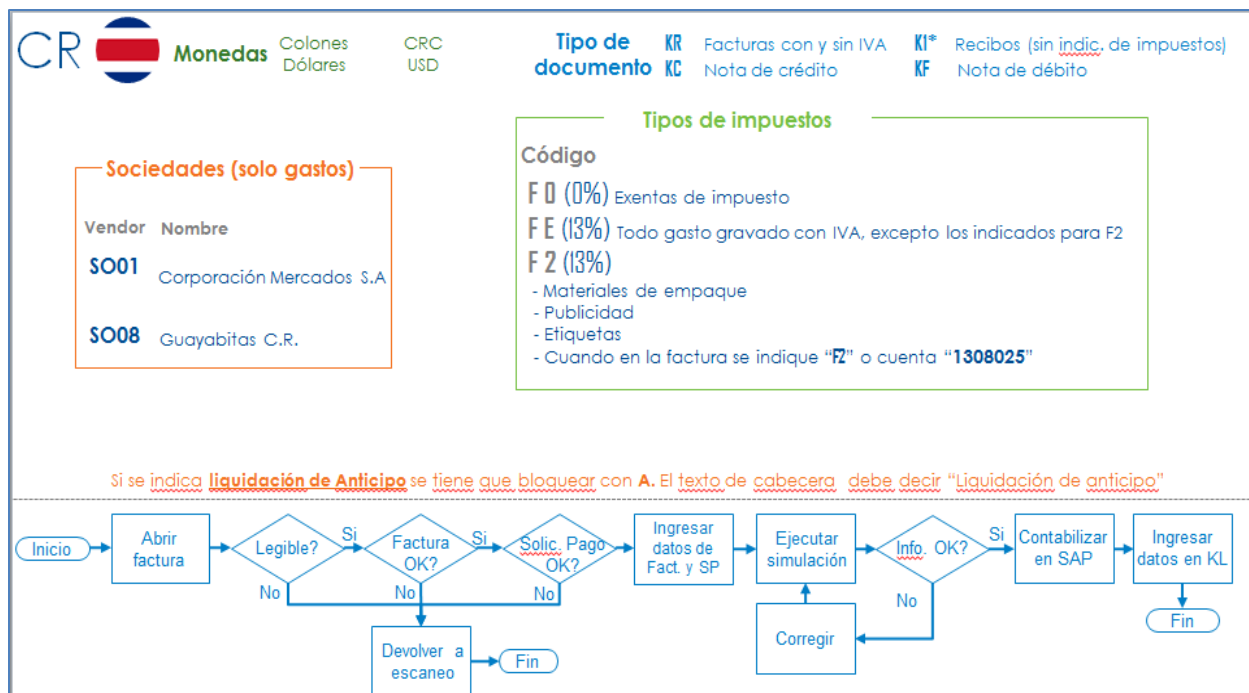 CR
Monedas
Colones CRC
Dólares USD
Tipo de documento
KR Facturas con y sin IVA
K1* Recibos (sin indic. de impuestos)
KC Nota de crédito
KF Nota de débito
Sociedades (solo gastos)
Vendor Nombre
SO01 Corporación Mercados S.A
SO08 Guayabitas C.R.
Tipos de impuestos
Código
F0 (0%) Exentas de impuesto
FE (13%) Todo gasto gravado con IVA, excepto los indicados para F2
F2 (13%)
- Materiales de empaque
- Publicidad
- Etiquetas
- Cuando en la factura se indique “F2” o cuenta “1308025”
Si se indica liquidación de Anticipo se tiene que bloquear con A. El texto de cabecera debe decir “Liquidación de anticipo”
Inicio
Abrir
factura
Legible?
Si
No
Factura
OK?
Si
No
Solic. Pago
OK?
No
Devolver a
escaneo
Fin
Ingresar
datos de
Fact. y SP
Ejecutar
simulación
Info. OK?
Si
No
Corregir
Contabilizar
en SAP
Ingresar
datos en KL
Fin